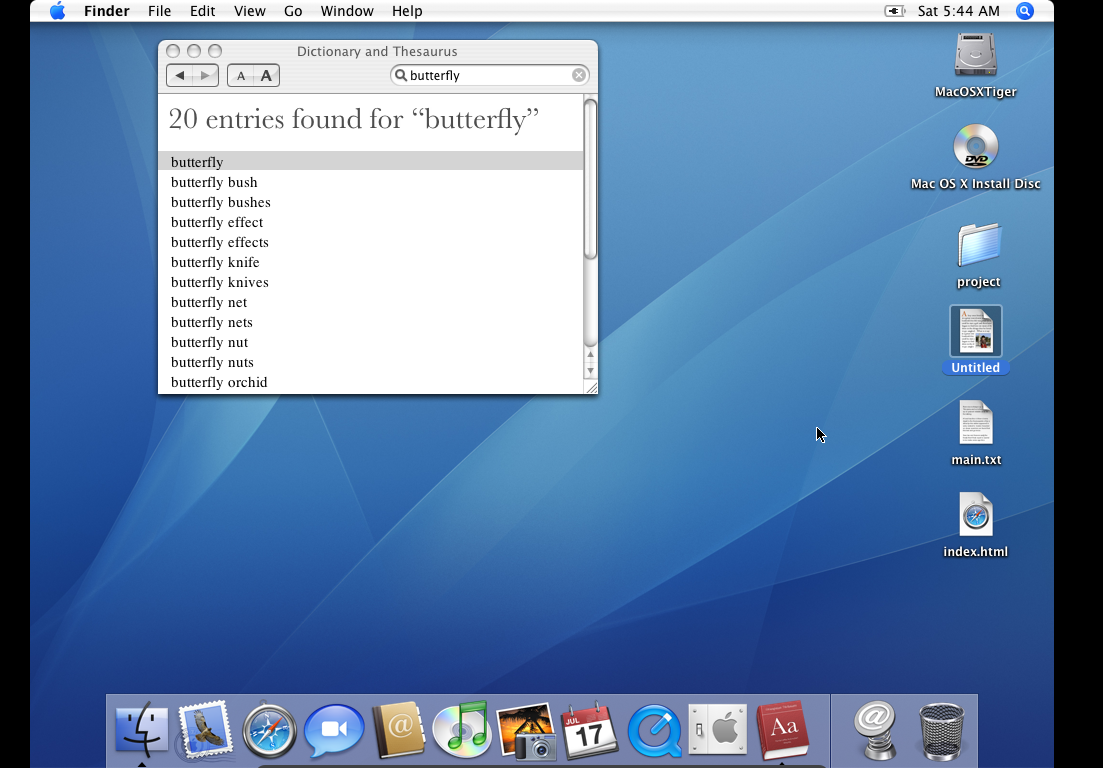 Finder File Edit View Go Window Help Sat 5:44 AM
Dictionary and Thesaurus
A A butterfly
20 entries found for “butterfly”
butterfly
butterfly bush
butterfly bushes
butterfly effect
butterfly effects
butterfly knife
butterfly knives
butterfly net
butterfly nets
butterfly nut
butterfly nuts
butterfly orchid
MacOSXTiger
DVD
Mac OS X Install Disc
project
Untitled
main.txt
index.html
@
JUL
17
Aa
@